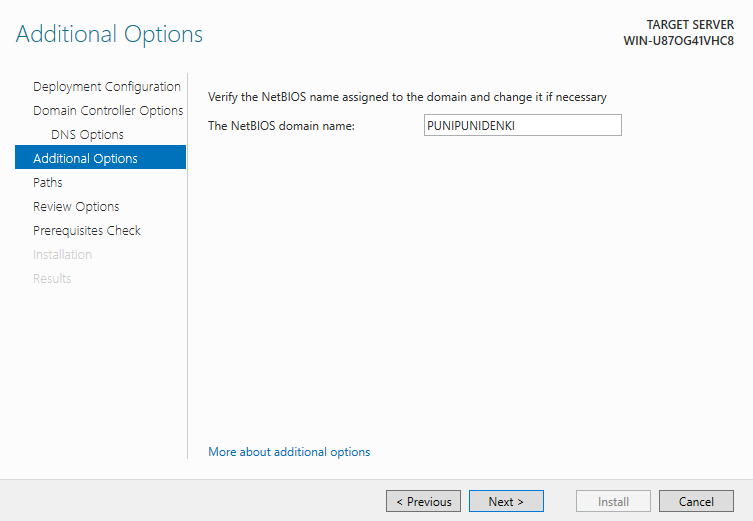 Additional Options
TARGET SERVER
WIN-U87OG41VHC8
Deployment Configuration
Domain Controller Options
DNS Options
Additional Options
Paths
Review Options
Prerequisites Check
Installation
Results
Verify the NetBIOS name assigned to the domain and change it if necessary
The NetBIOS domain name: PUNIPUNIDENKI
More about additional options
< Previous Next > Install Cancel